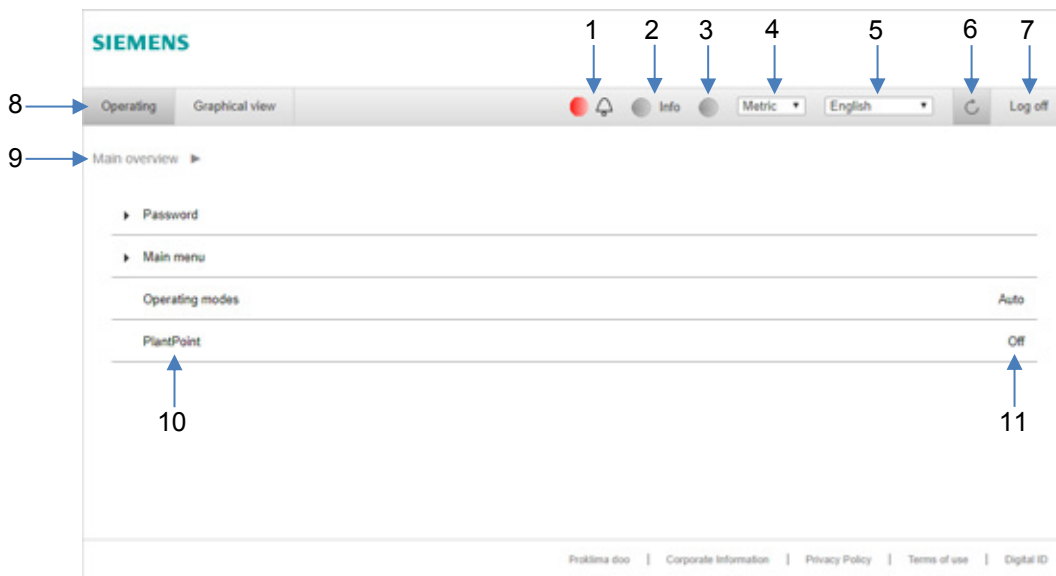 1 2 3 4 5 6 7
SIEMENS
8 Operating Graphical view Info Metric English Log off
9 Main overview
Password
Main menu
Operating modes Auto
PlantPoint Off
10 11
Proklima doo | Corporate Information | Privacy Policy | Terms of use | Digital ID